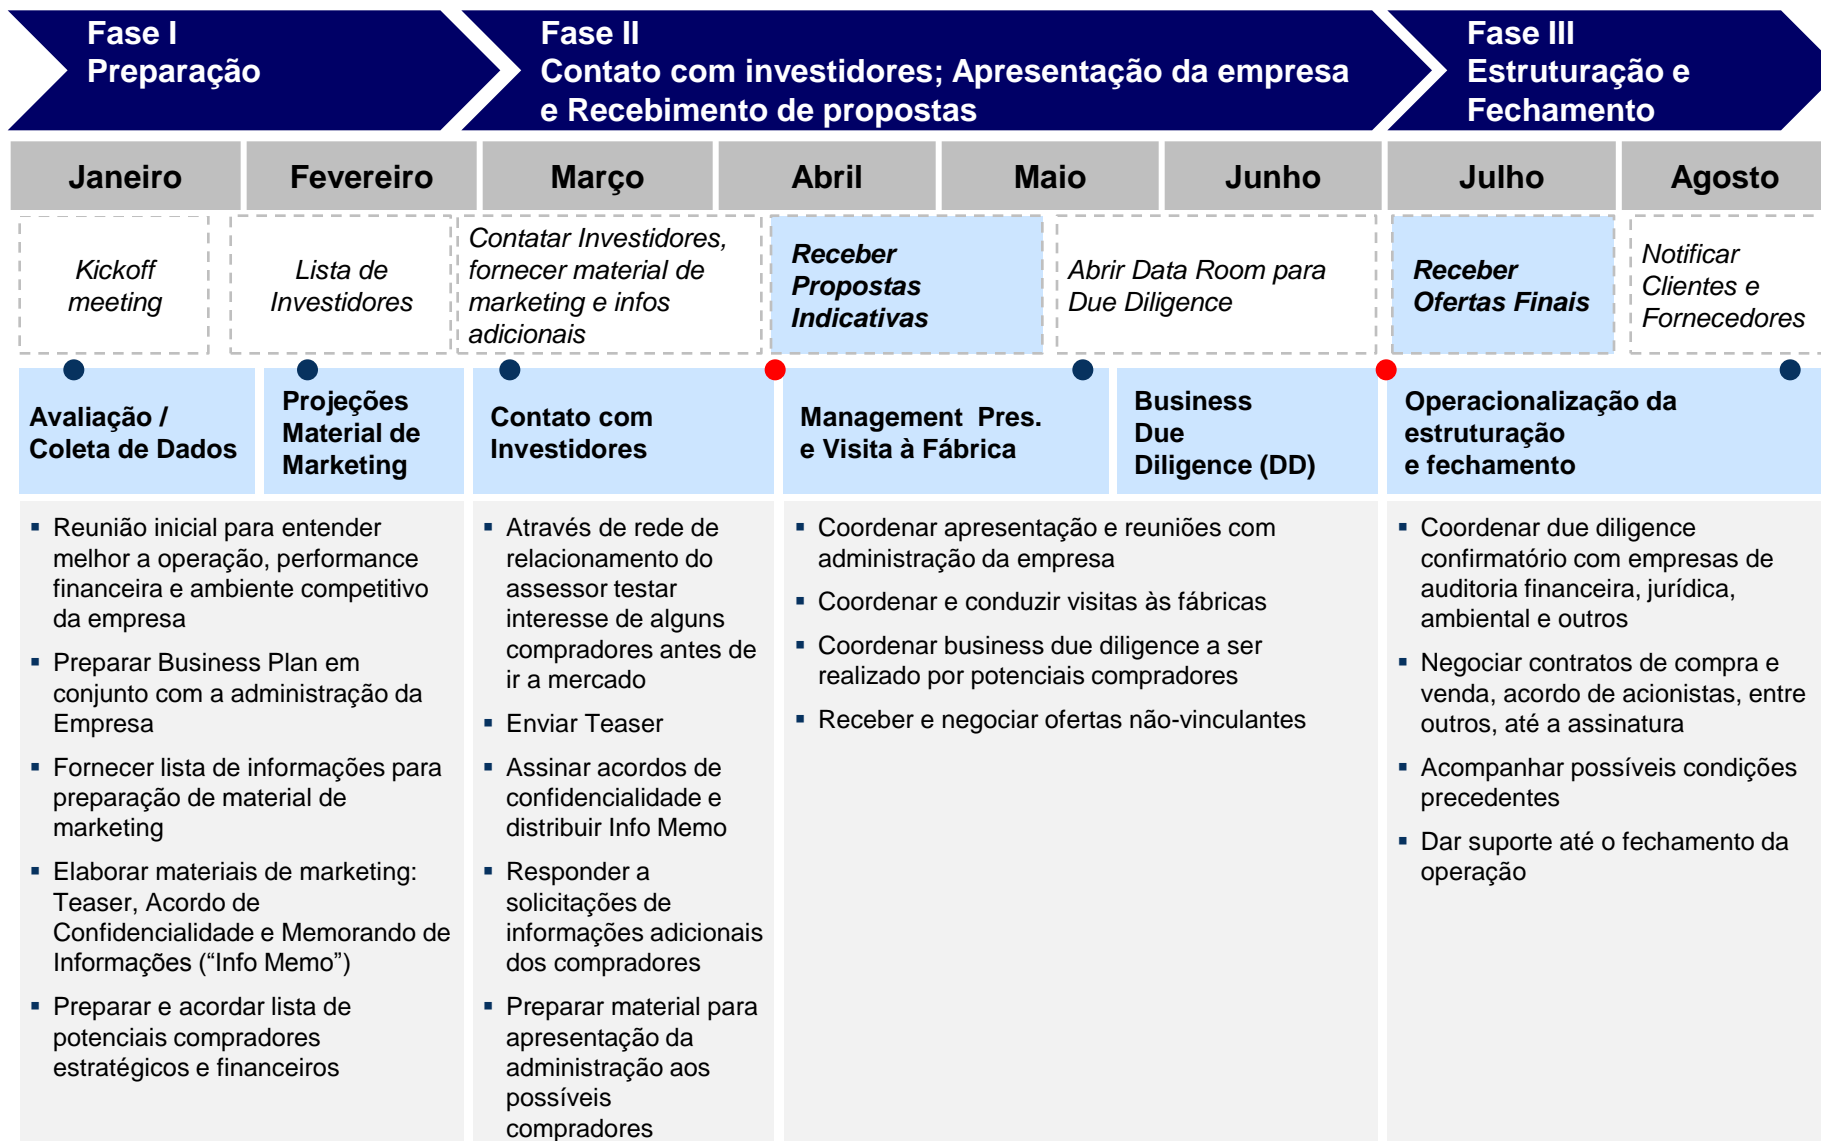 Fase I
Preparação
Fase II
Contato com investidores; Apresentação da empresa
e Recebimento de propostas
Fase III
Estruturação e
Fechamento
Janeiro
Fevereiro
Março
Abril
Maio
Junho
Julho
Agosto
Kickoff
meeting
Lista de
Investidores
Contatar Investidores,
fornecer material de
marketing e infos
adicionais
Receber
Propostas
Indicativas
Abrir Data Room para
Due Diligence
Receber
Ofertas Finais
Notificar
Clientes e
Fornecedores
Avaliação /
Coleta de Dados
Projeções
Material de
Marketing
Contato com
Investidores
Management Pres.
e Visita à Fábrica
Business
Due
Diligence (DD)
Operacionalização da
estruturação
e fechamento
▪ Reunião inicial para entender
melhor a operação, performance
financeira e ambiente competitivo
da empresa
▪ Preparar Business Plan em
conjunto com a administração da
Empresa
▪ Fornecer lista de informações para
preparação de material de
marketing
▪ Elaborar materiais de marketing:
Teaser, Acordo de
Confidencialidade e Memorando de
Informações (“Info Memo”)
▪ Preparar e acordar lista de
potenciais compradores
estratégicos e financeiros
▪ Através de rede de
relacionamento do
assessor testar
interesse de alguns
compradores antes de
ir a mercado
▪ Enviar Teaser
▪ Assinar acordos de
confidencialidade e
distribuir Info Memo
▪ Responder a
solicitações de
informações adicionais
dos compradores
▪ Preparar material para
apresentação da
administração aos
possíveis
compradores
▪ Coordenar apresentação e reuniões com
administração da empresa
▪ Coordenar e conduzir visitas às fábricas
▪ Coordenar business due diligence a ser
realizado por potenciais compradores
▪ Receber e negociar ofertas não-vinculantes
▪ Coordenar due diligence
confirmatório com empresas de
auditoria financeira, jurídica,
ambiental e outros
▪ Negociar contratos de compra e
venda, acordo de acionistas, entre
outros, até a assinatura
▪ Acompanhar possíveis condições
precedentes
▪ Dar suporte até o fechamento da
operação